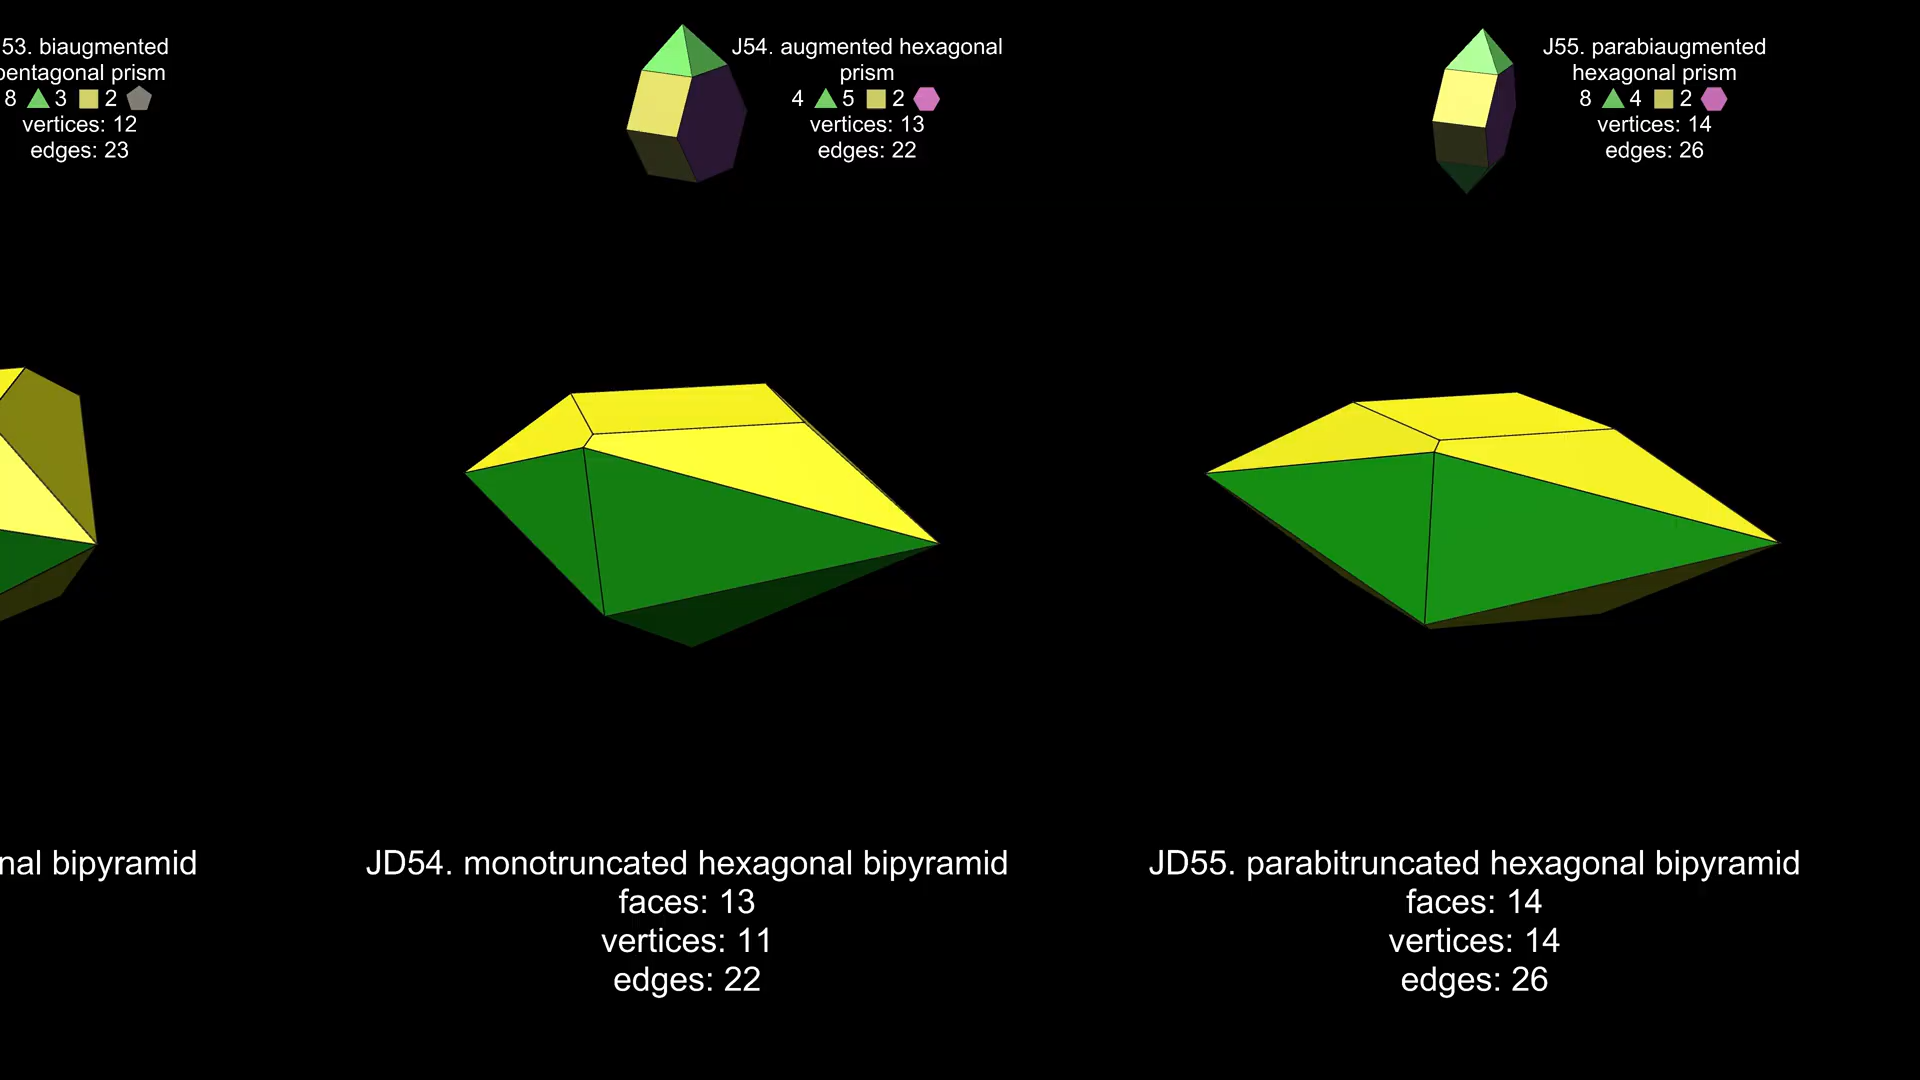 53. biaugmented
pentagonal prism
8 3 2
vertices: 12
edges: 23
J54. augmented hexagonal
prism
4 5 2
vertices: 13
edges: 22
J55. parabiaugmented
hexagonal prism
8 4 2
vertices: 14
edges: 26
nal bipyramid
JD54. monotruncated hexagonal bipyramid
faces: 13
vertices: 11
edges: 22
JD55. parabitruncated hexagonal bipyramid
faces: 14
vertices: 14
edges: 26